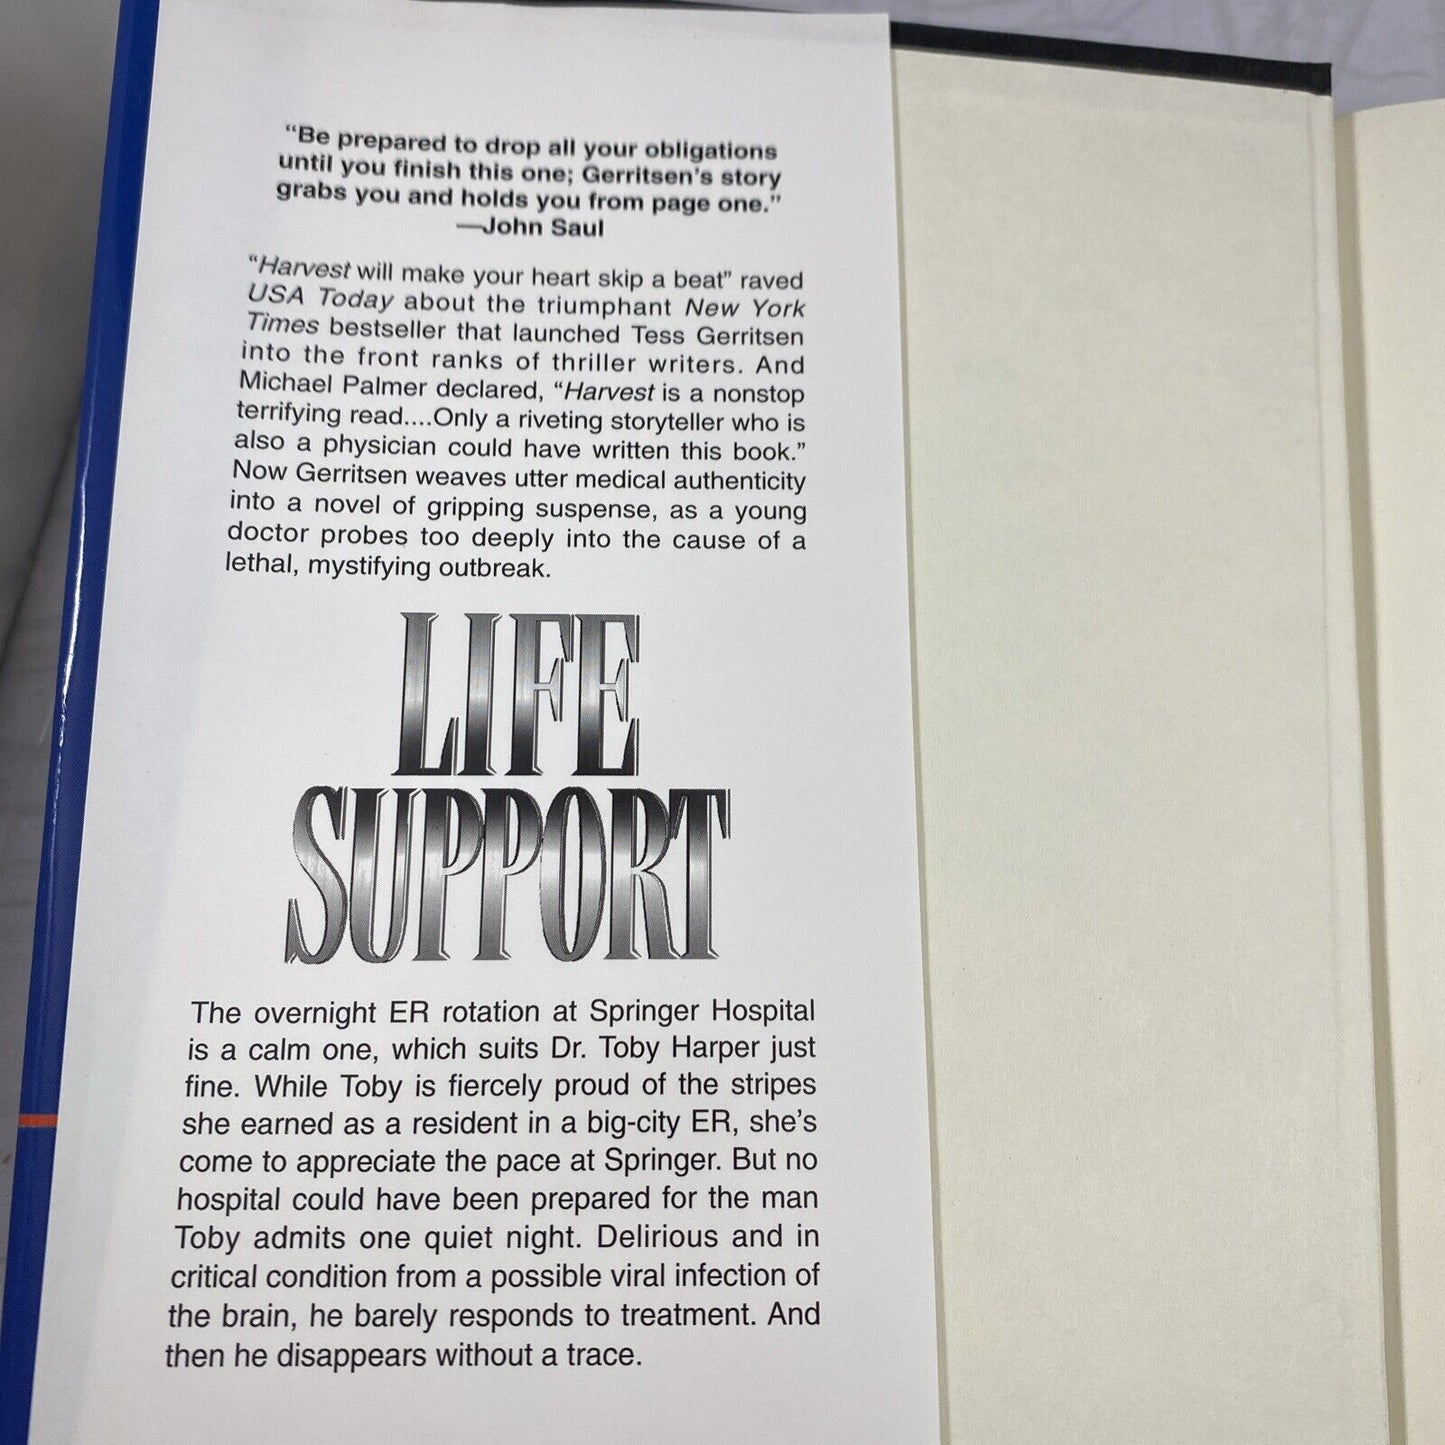 “Be prepared to drop all your obligations
until you finish this one; Gerritsen’s story
grabs you and holds you from page one.”
—John Saul
“Harvest will make your heart skip a beat” raved
USA Today about the triumphant New York
Times bestseller that launched Tess Gerritsen
into the front ranks of thriller writers. And
Michael Palmer declared, “Harvest is a nonstop
terrifying read....Only a riveting storyteller who is
also a physician could have written this book.”
Now Gerritsen weaves utter medical authenticity
into a novel of gripping suspense, as a young
doctor probes too deeply into the cause of a
lethal, mystifying outbreak.
LIFE
SUPPORT
The overnight ER rotation at Springer Hospital
is a calm one, which suits Dr. Toby Harper just
fine. While Toby is fiercely proud of the stripes
she earned as a resident in a big-city ER, she’s
come to appreciate the pace at Springer. But no
hospital could have been prepared for the man
Toby admits one quiet night. Delirious and in
critical condition from a possible viral infection of
the brain, he barely responds to treatment. And
then he disappears without a trace.